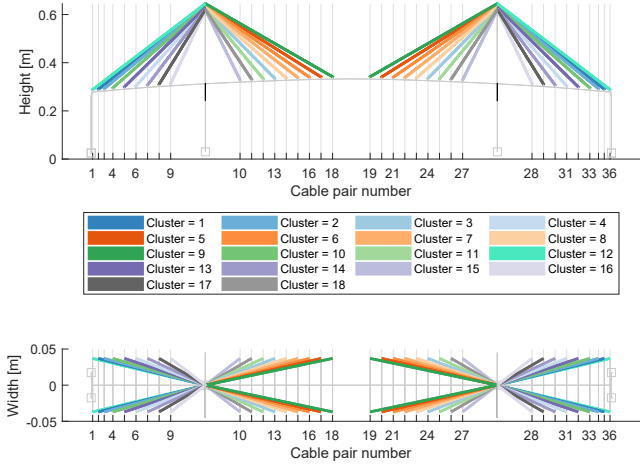 Height [m]
0.6
0.4
0.2
0
1 4 6 9 10 13 16 18 19 21 24 27 28 31 33 36
Cable pair number
Cluster = 1 Cluster = 2 Cluster = 3 Cluster = 4
Cluster = 5 Cluster = 6 Cluster = 7 Cluster = 8
Cluster = 9 Cluster = 10 Cluster = 11 Cluster = 12
Cluster = 13 Cluster = 14 Cluster = 15 Cluster = 16
Cluster = 17 Cluster = 18
Width [m]
0.05
0
-0.05
1 4 6 9 10 13 16 18 19 21 24 27 28 31 33 36
Cable pair number